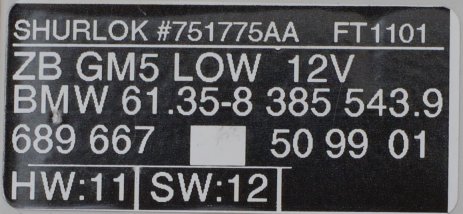 SHURLOK #751775AA FT1101
ZB GM5 LOW 12V
BMW 61.35-8 385 543.9
689 667 50 99 01
HW:11 SW:12